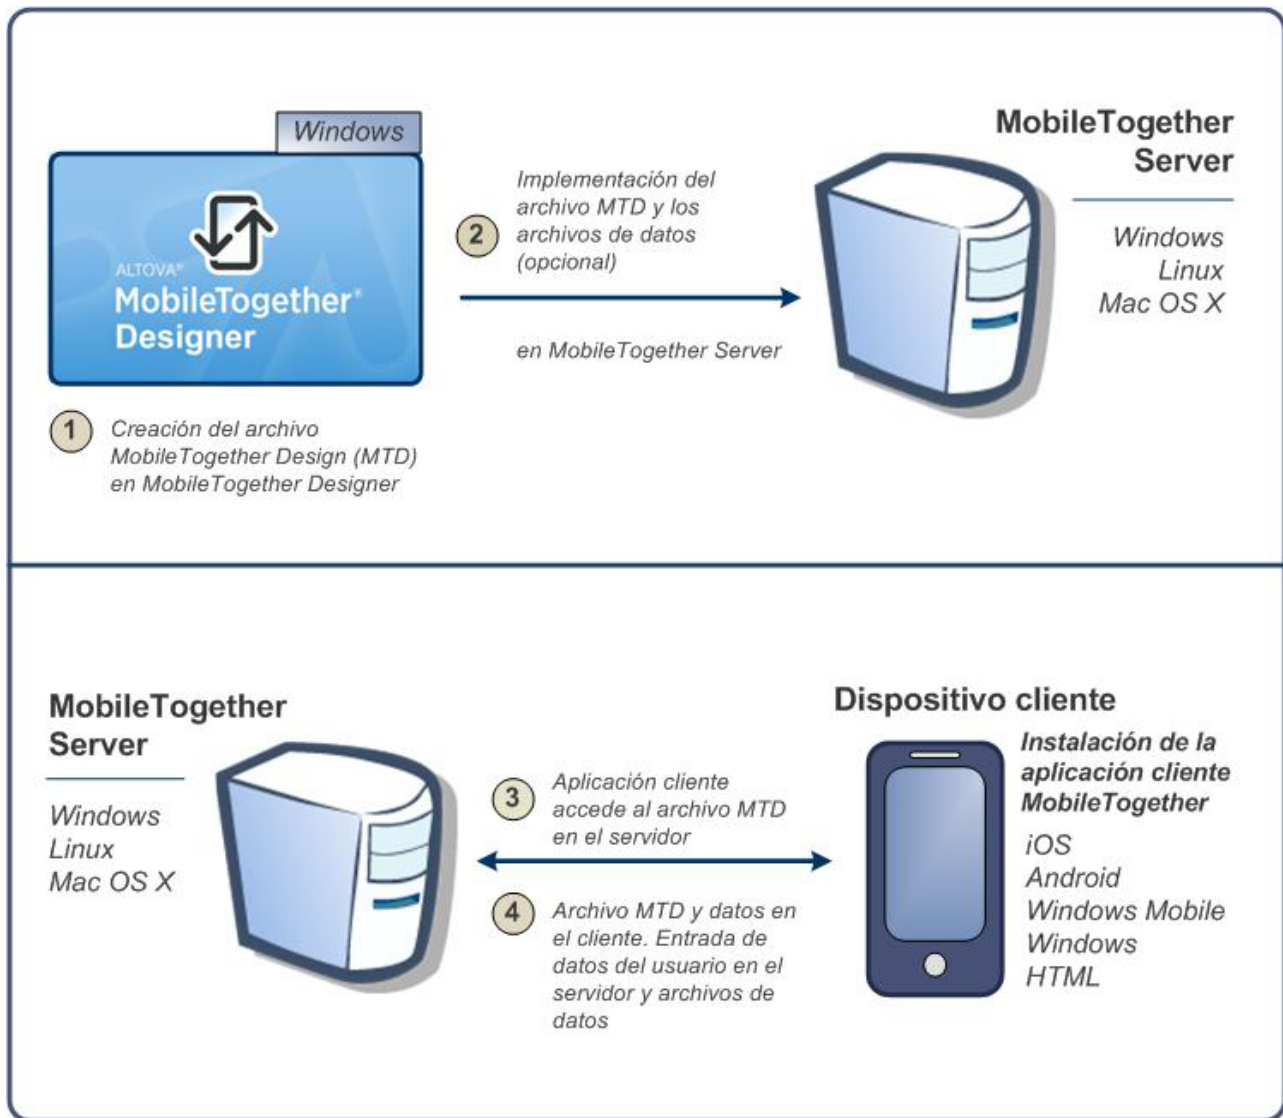 Windows
ALTOVA®
MobileTogether®
Designer
1
Creación del archivo
MobileTogether Design (MTD)
en MobileTogether Designer
2
Implementación del
archivo MTD y los
archivos de datos
(opcional)
en MobileTogether Server
MobileTogether
Server
Windows
Linux
Mac OS X
MobileTogether
Server
Windows
Linux
Mac OS X
3
Aplicación cliente
accede al archivo MTD
en el servidor
4
Archivo MTD y datos en
el cliente. Entrada de
datos del usuario en el
servidor y archivos de
datos
Dispositivo cliente
Instalación de la
aplicación cliente
MobileTogether
iOS
Android
Windows Mobile
Windows
HTML